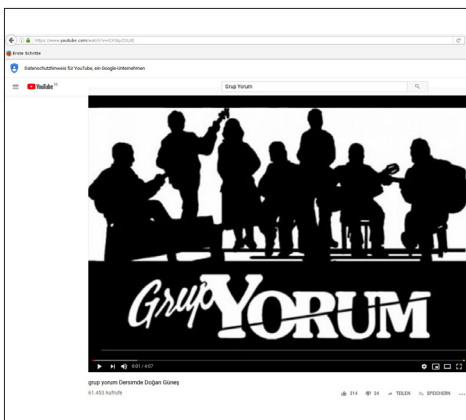 https://www.youtube.com
Erste Schritte
Datenschutzhinweis für YouTube, ein Google-Unternehmen
YouTube DE
Grup Yorum
Grup YORUM
0:01 / 4:07
grup yorum Dersimde Doğan Güneş
61.453 Aufrufe
314 24 TEILEN SPEICHERN ...